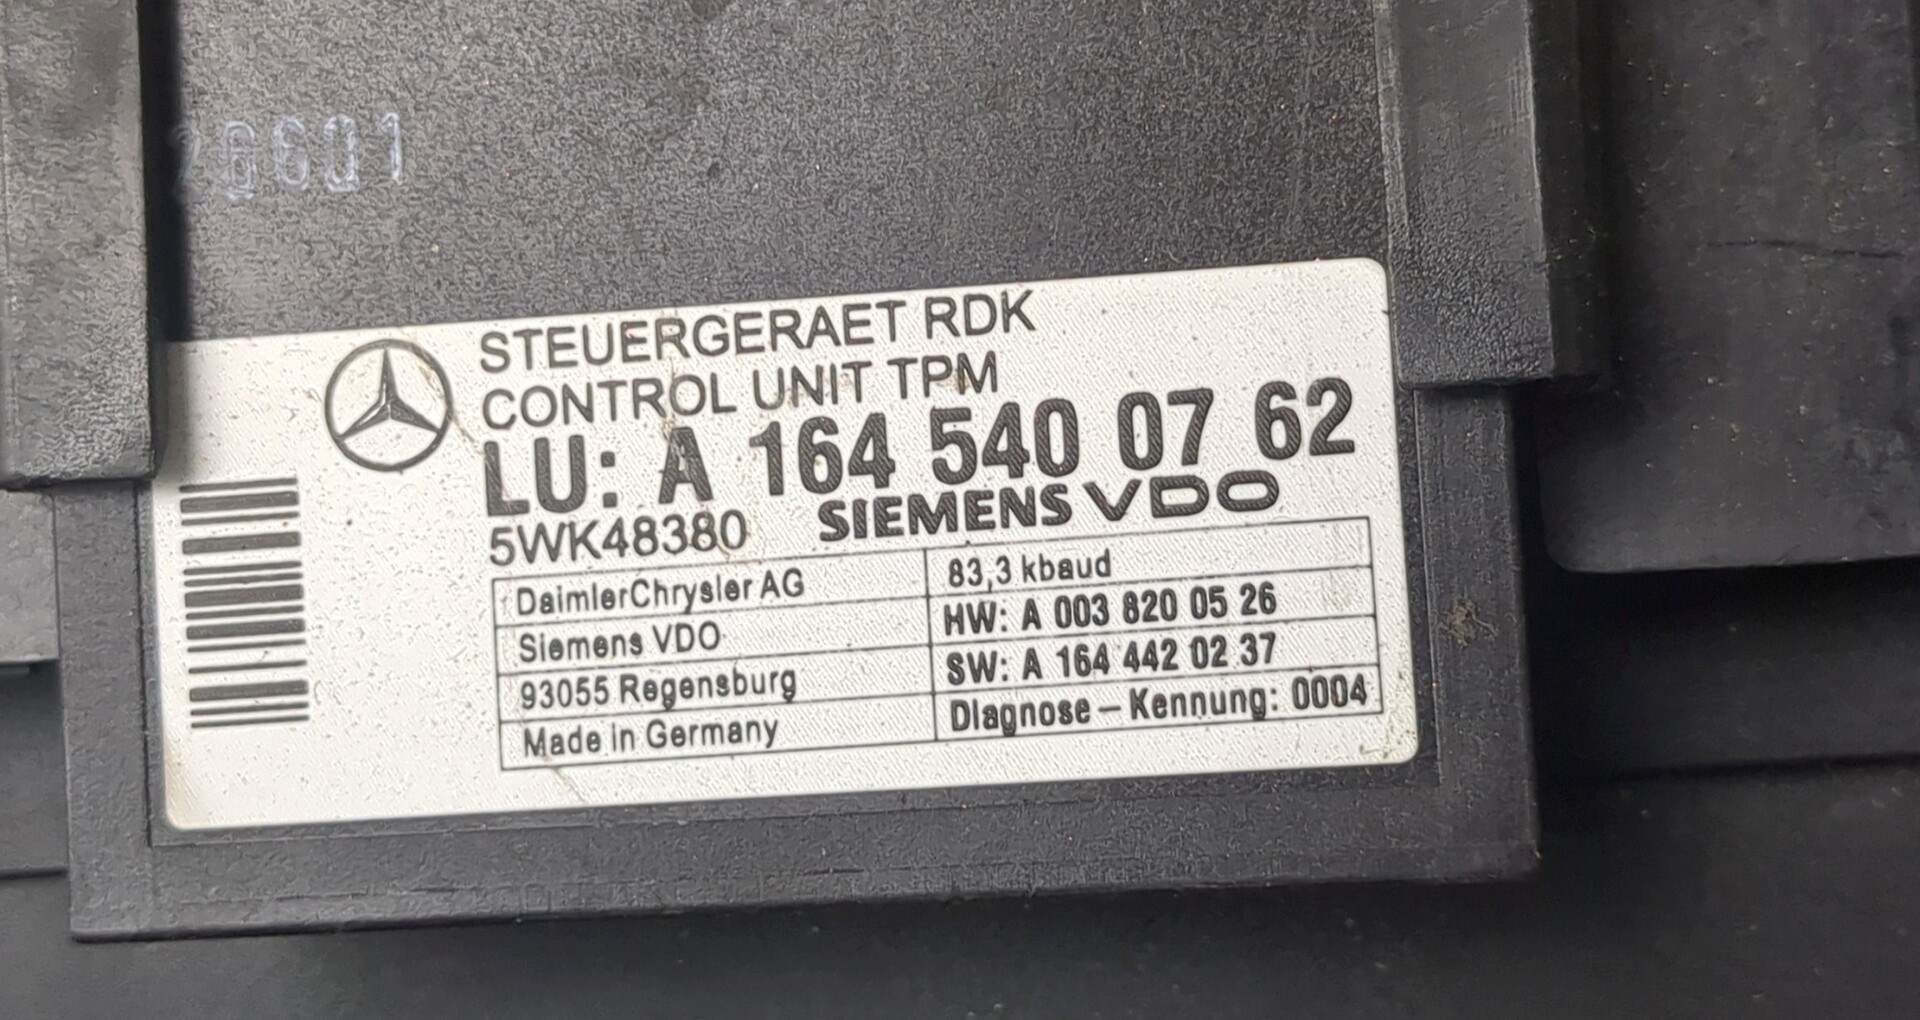 STEUERGERAET RDK
CONTROL UNIT TPM
LU: A 164 540 07 62
5WK48380 SIEMENS VDO
DaimlerChrysler AG
Siemens VDO
93055 Regensburg
Made in Germany
83,3 kbaud
HW: A 003 820 05 26
SW: A 164 442 02 37
Diagnose – Kennung: 0004